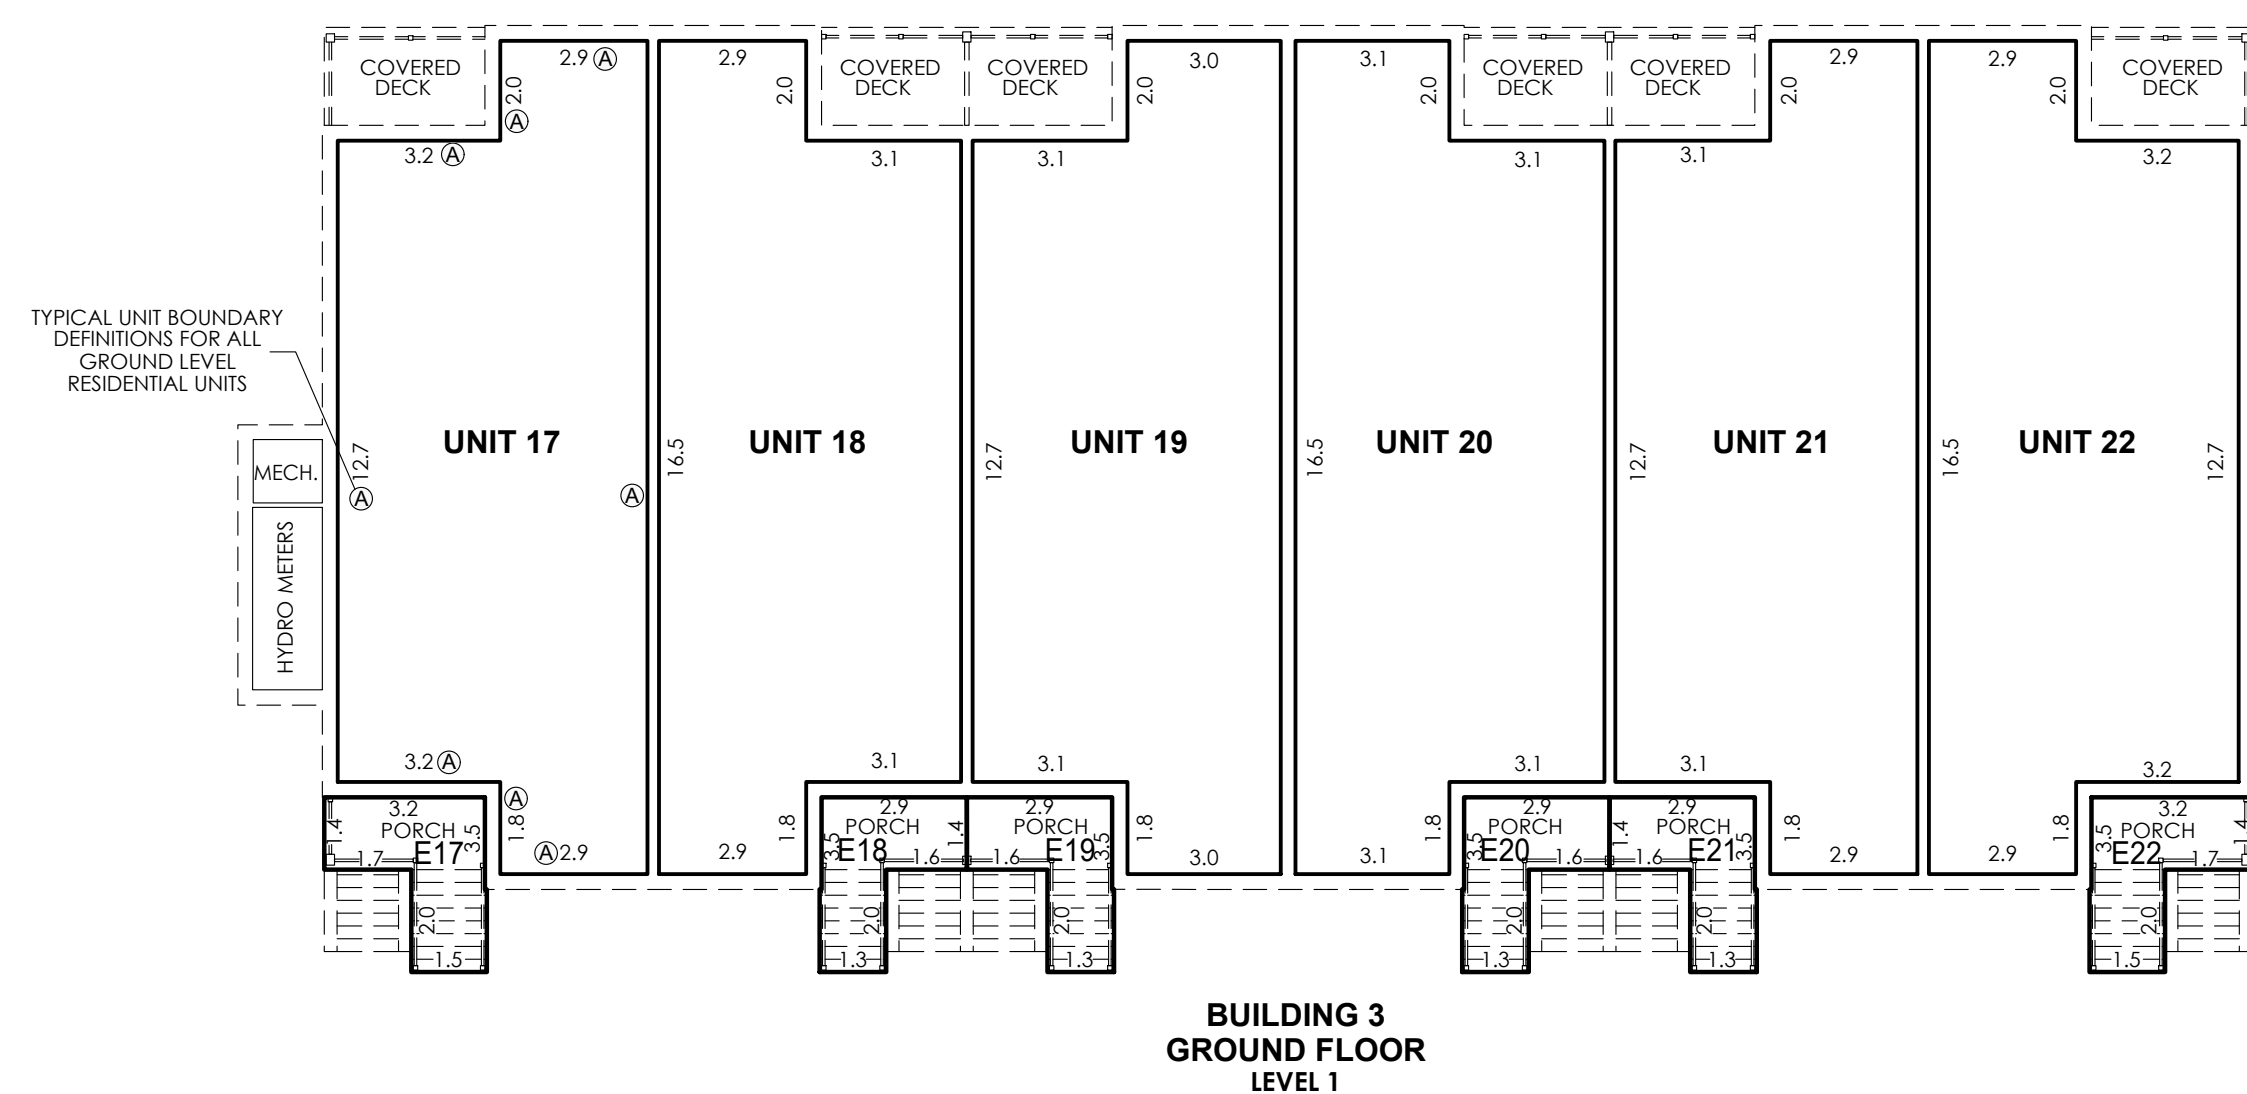 2.9 A
2.9
3.0
3.1
2.9
2.9
COVERED
DECK
COVERED
DECK
COVERED
DECK
COVERED
DECK
COVERED
DECK
COVERED
DECK
2.0
A
2.0
2.0
2.0
2.0
2.0
3.2 A
3.1
3.1
3.1
3.1
3.2
TYPICAL UNIT BOUNDARY
DEFINITIONS FOR ALL
GROUND LEVEL
RESIDENTIAL UNITS
UNIT 17
UNIT 18
UNIT 19
UNIT 20
UNIT 21
UNIT 22
12.7
A
A
16.5
12.7
16.5
12.7
16.5
12.7
MECH.
HYDRO METERS
3.2 A
3.1
3.1
3.1
3.1
3.2
A
1.8
1.8
1.8
1.8
1.8
1.8
A 2.9
2.9
3.0
3.1
2.9
2.9
3.2
PORCH
E17
1.4
3.5
1.7
2.0
1.5
2.9
PORCH
E18
3.5
1.4
1.6
2.0
1.3
2.9
PORCH
E19
3.5
1.6
2.0
1.3
2.9
PORCH
E20
3.5
1.6
2.0
1.3
2.9
PORCH
E21
1.4
3.5
1.6
2.0
1.3
3.2
PORCH
E22
3.5
1.4
1.7
2.0
1.5
BUILDING 3
GROUND FLOOR
LEVEL 1